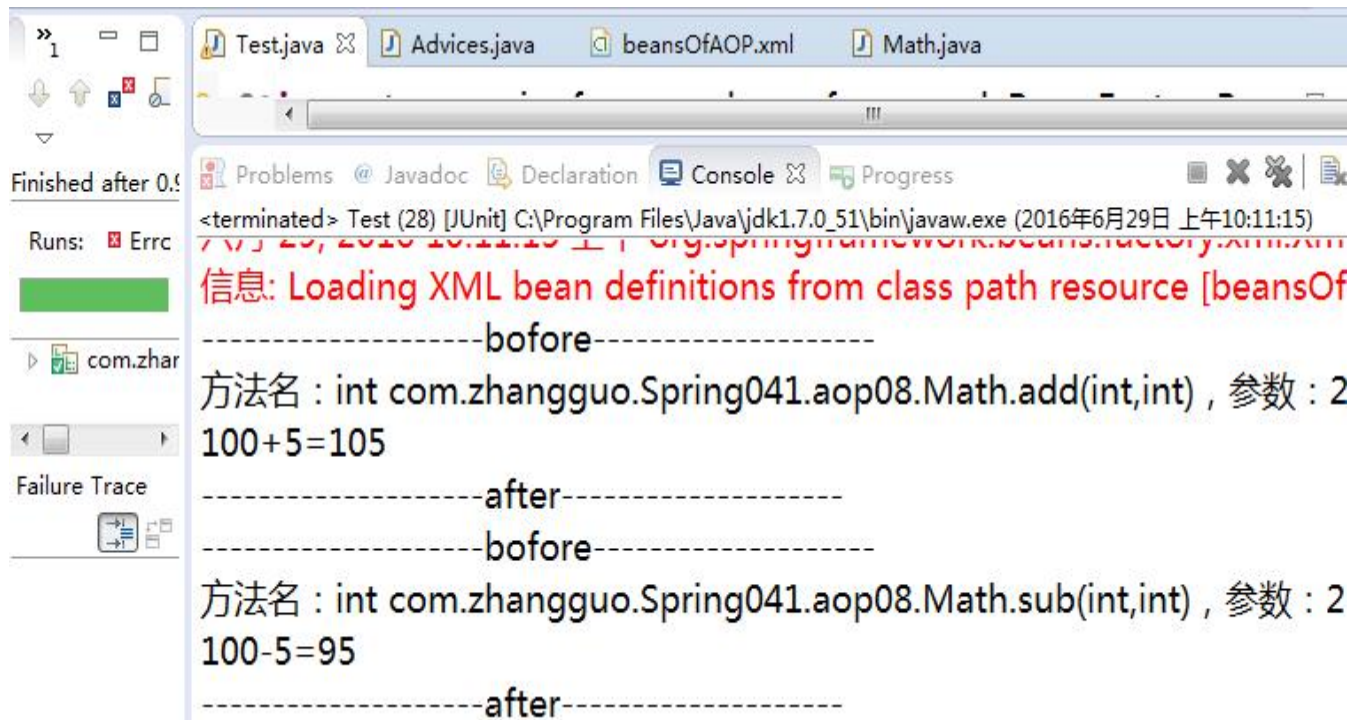 »1
Test.java Advices.java beansOfAOP.xml Math.java
Finished after 0.
Runs: Errc
com.zhar
Failure Trace
Problems @ Javadoc Declaration Console Progress
<terminated> Test (28) [JUnit] C:\Program Files\Java\jdk1.7.0_51\bin\javaw.exe (2016年6月29日 上午10:11:15)
信息: Loading XML bean definitions from class path resource [beansOf
--------------------bofore--------------------
方法名：int com.zhangguo.Spring041.aop08.Math.add(int,int)，参数：2
100+5=105
--------------------after--------------------
--------------------bofore--------------------
方法名：int com.zhangguo.Spring041.aop08.Math.sub(int,int)，参数：2
100-5=95
--------------------after--------------------